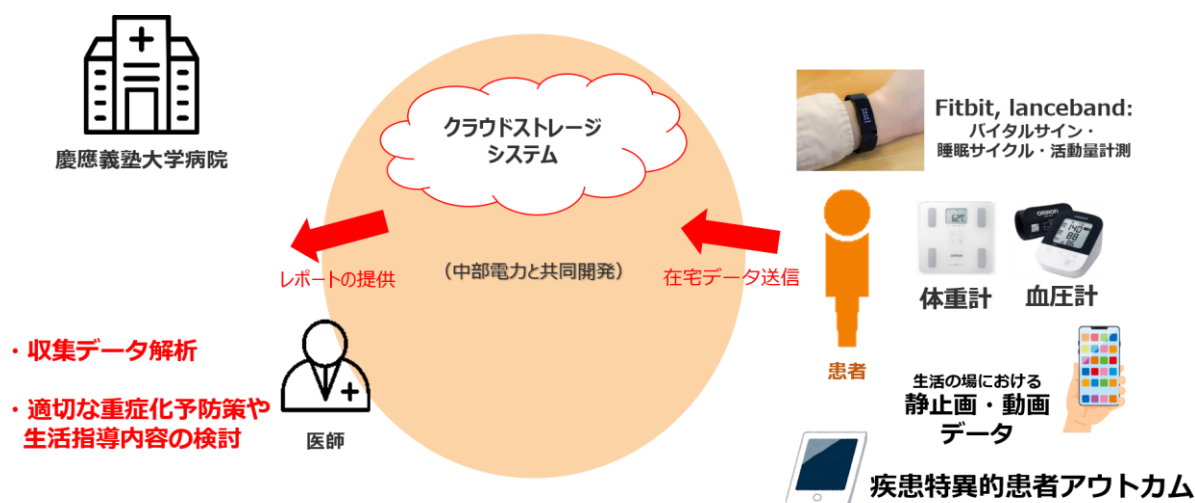 慶應義塾大学病院
クラウドストレージ
システム
(中部電力と共同開発)
レポートの提供
在宅データ送信
・収集データ解析
・適切な重症化予防策や
生活指導内容の検討
医師
Fitbit, lanceband:
バイタルサイン・
睡眠サイクル・活動量計測
患者
体重計
血圧計
生活の場における
静止画・動画
データ
疾患特異的患者アウトカム